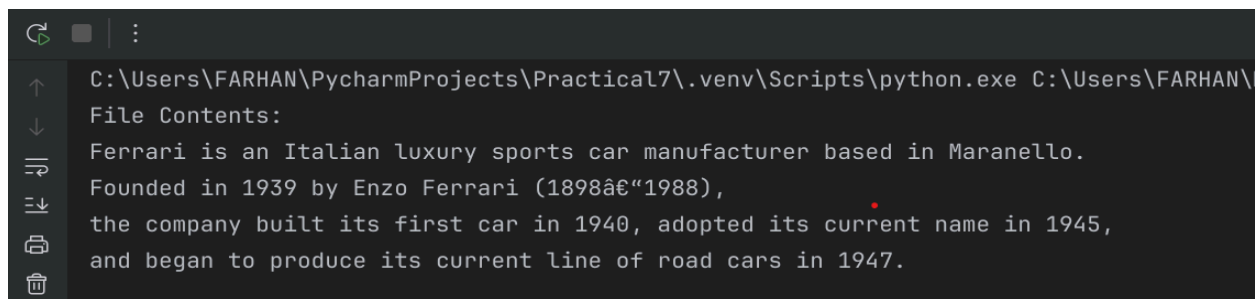 C:\Users\FARHAN\PycharmProjects\Practical7\.venv\Scripts\python.exe C:\Users\FARHAN\
File Contents:
Ferrari is an Italian luxury sports car manufacturer based in Maranello.
Founded in 1939 by Enzo Ferrari (1898â€“1988),
the company built its first car in 1940, adopted its current name in 1945,
and began to produce its current line of road cars in 1947.